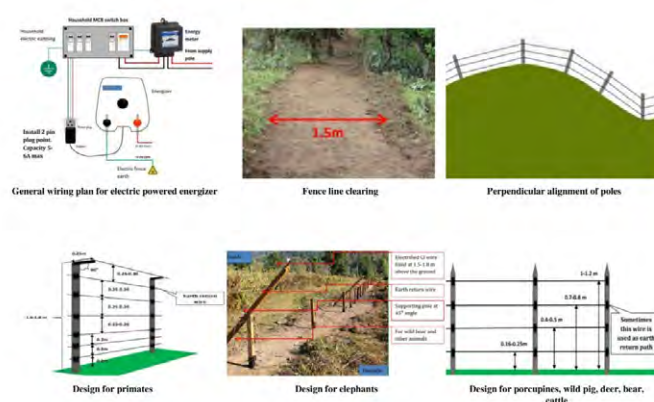 Household MCB switch box
Household
electric earthing
Energy
meter
From supply
pole
Energizer
Install 2 pin
plug point.
Capacity 5-
6A max
Electric fence
earth
General wiring plan for electric powered energizer
1.5m
Fence line clearing
Perpendicular alignment of poles
Earth return
wire
Design for primates
Electrified GI wire
fixed at 1.5-1.8 m
above the ground
Earth return wire
Supporting pole at
45° angle
For wild boar and
other animals
Design for elephants
1-1.2 m
0.7-0.8 m
0.4-0.5 m
0.16-0.25m
Sometimes
this wire is
used as earth
return path
Design for porcupines, wild pig, deer, bear,
cattle